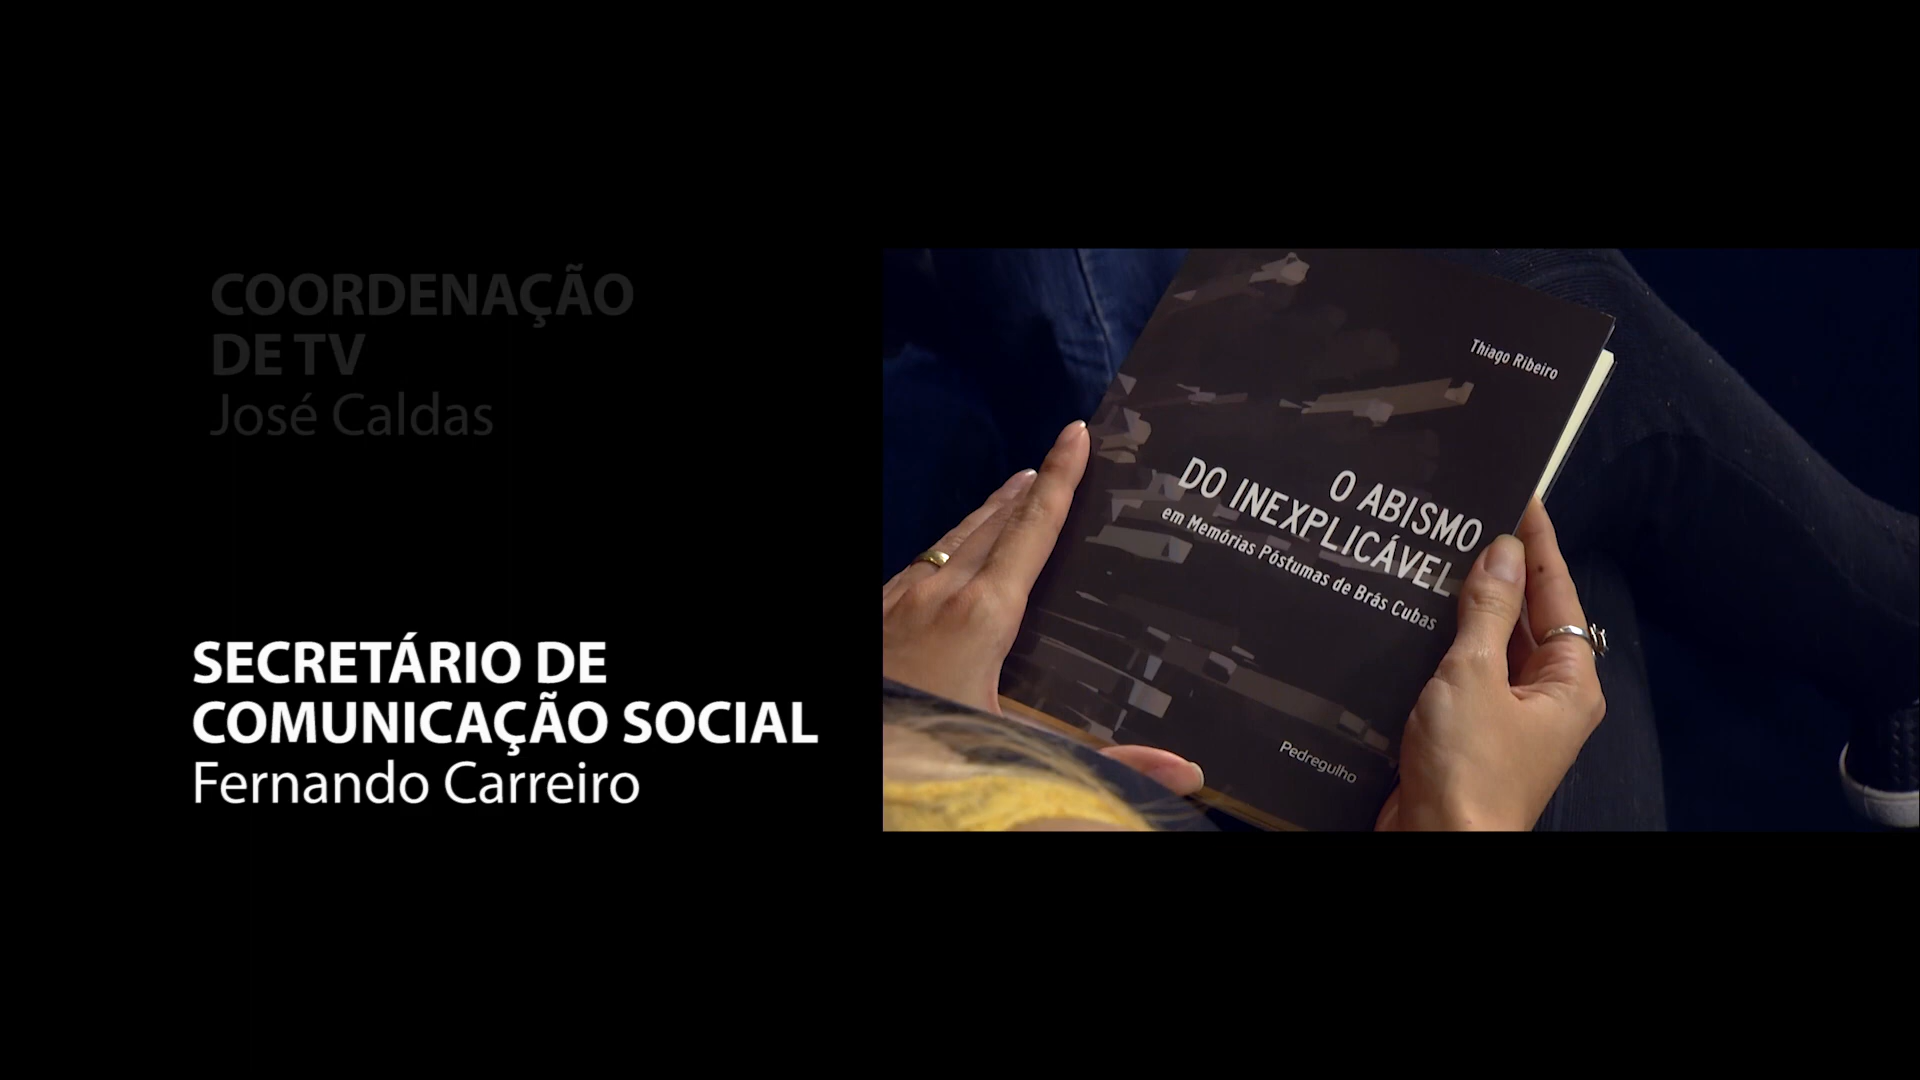 COORDENAÇÃO
DE TV
José Caldas
SECRETÁRIO DE
COMUNICAÇÃO SOCIAL
Fernando Carreiro
Thiago Ribeiro
O ABISMO
DO INEXPLICÁVEL
em Memórias Póstumas de Brás Cubas
Pedregulho